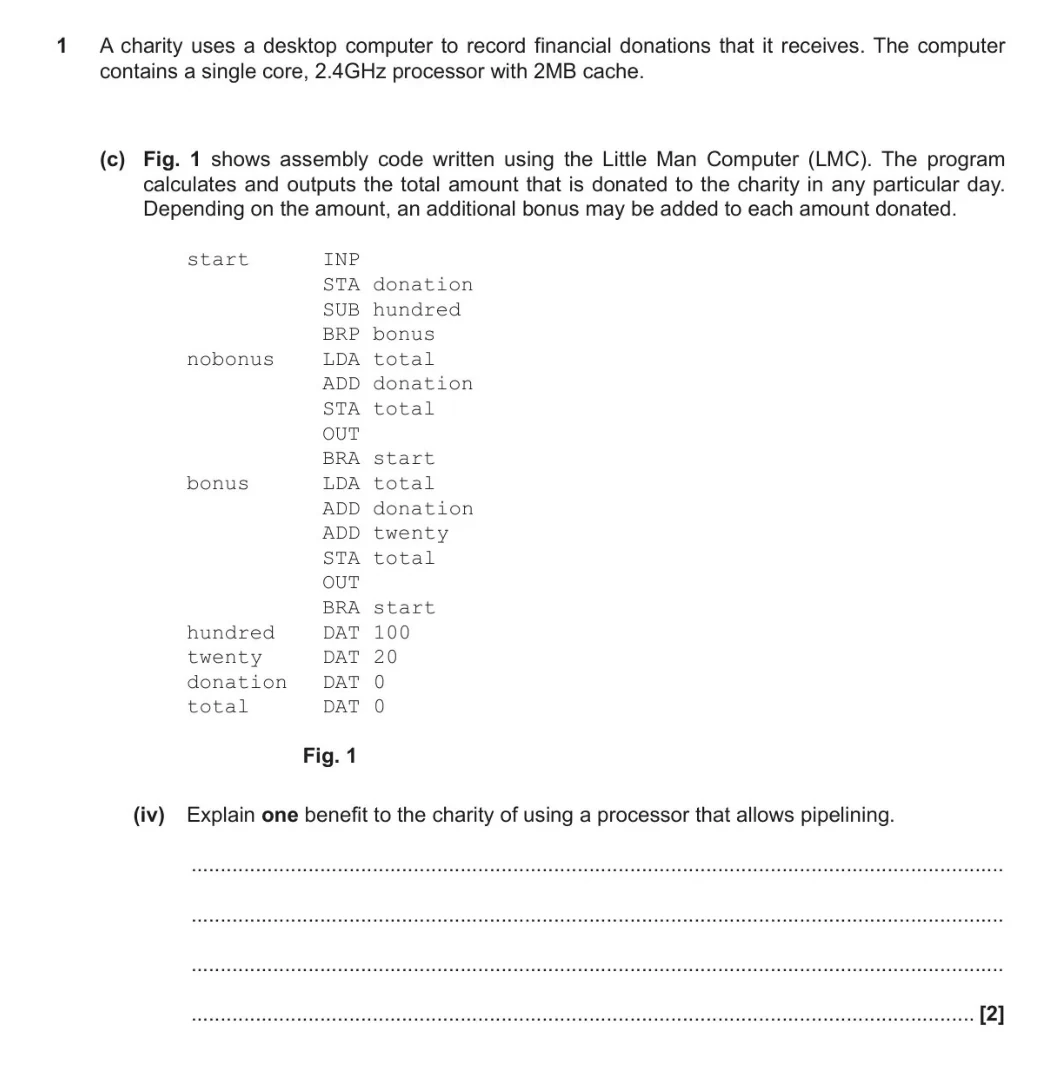 1 A charity uses a desktop computer to record financial donations that it receives. The computer
contains a single core, 2.4GHz processor with 2MB cache.
(c) Fig. 1 shows assembly code written using the Little Man Computer (LMC). The program
calculates and outputs the total amount that is donated to the charity in any particular day.
Depending on the amount, an additional bonus may be added to each amount donated.
start INP
STA donation
SUB hundred
BRP bonus
nobonus LDA total
ADD donation
STA total
OUT
BRA start
bonus LDA total
ADD donation
ADD twenty
STA total
OUT
BRA start
hundred DAT 100
twenty DAT 20
donation DAT 0
total DAT 0
Fig. 1
(iv) Explain one benefit to the charity of using a processor that allows pipelining.
[2]